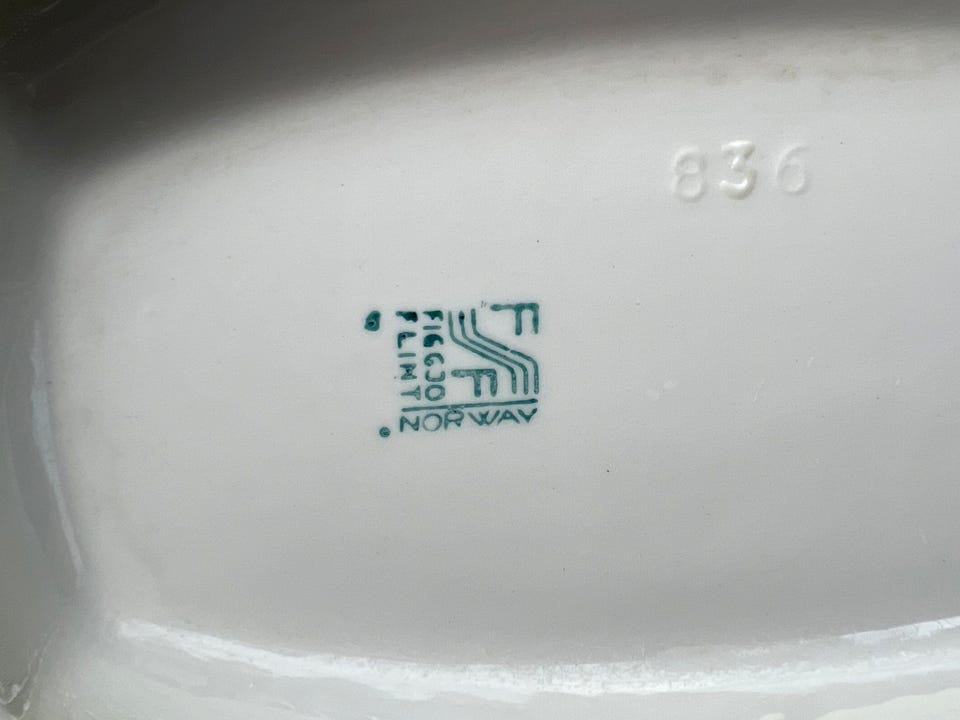 836
F
F
FIGGJO
FLINT
NORWAY